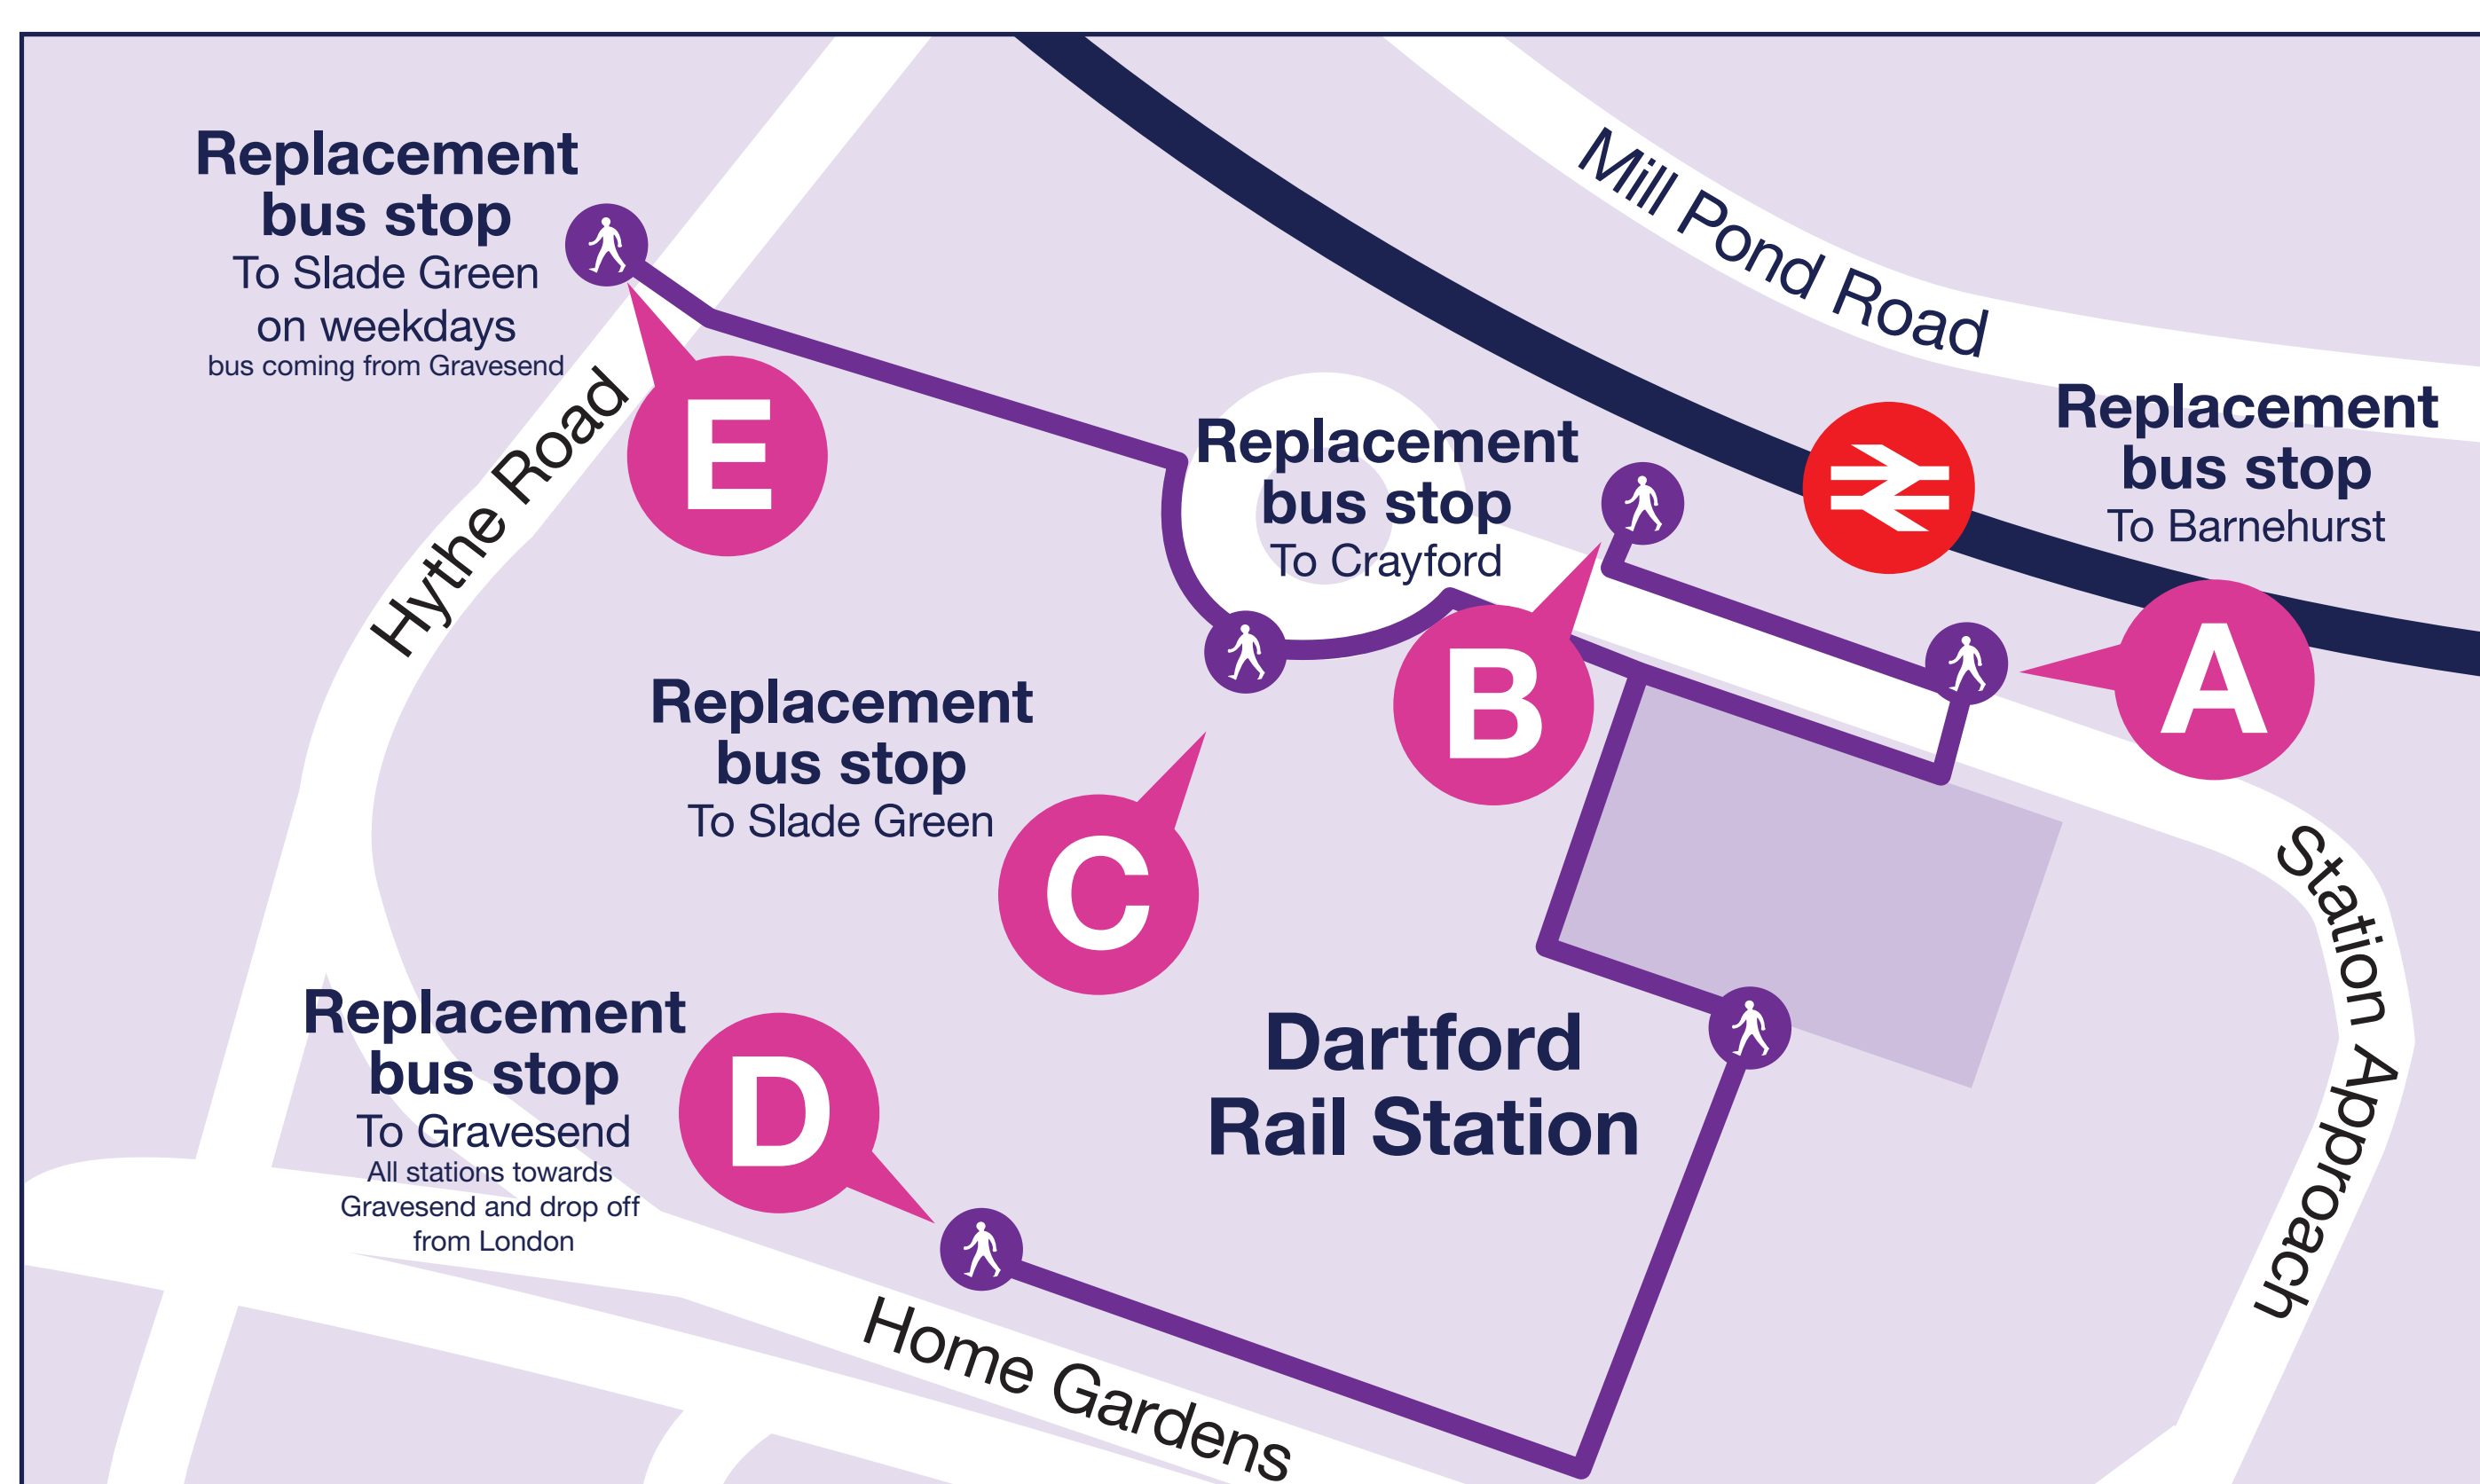 Replacement
bus stop
To Slade Green
on weekdays
bus coming from Gravesend
E
Hythe Road
Mill Pond Road
Replacement
bus stop
To Crayford
B
Replacement
bus stop
To Barnehurst
A
Replacement
bus stop
To Slade Green
C
Station Approach
Replacement
bus stop
To Gravesend
All stations towards
Gravesend and drop off
from London
D
Dartford
Rail Station
Home Gardens